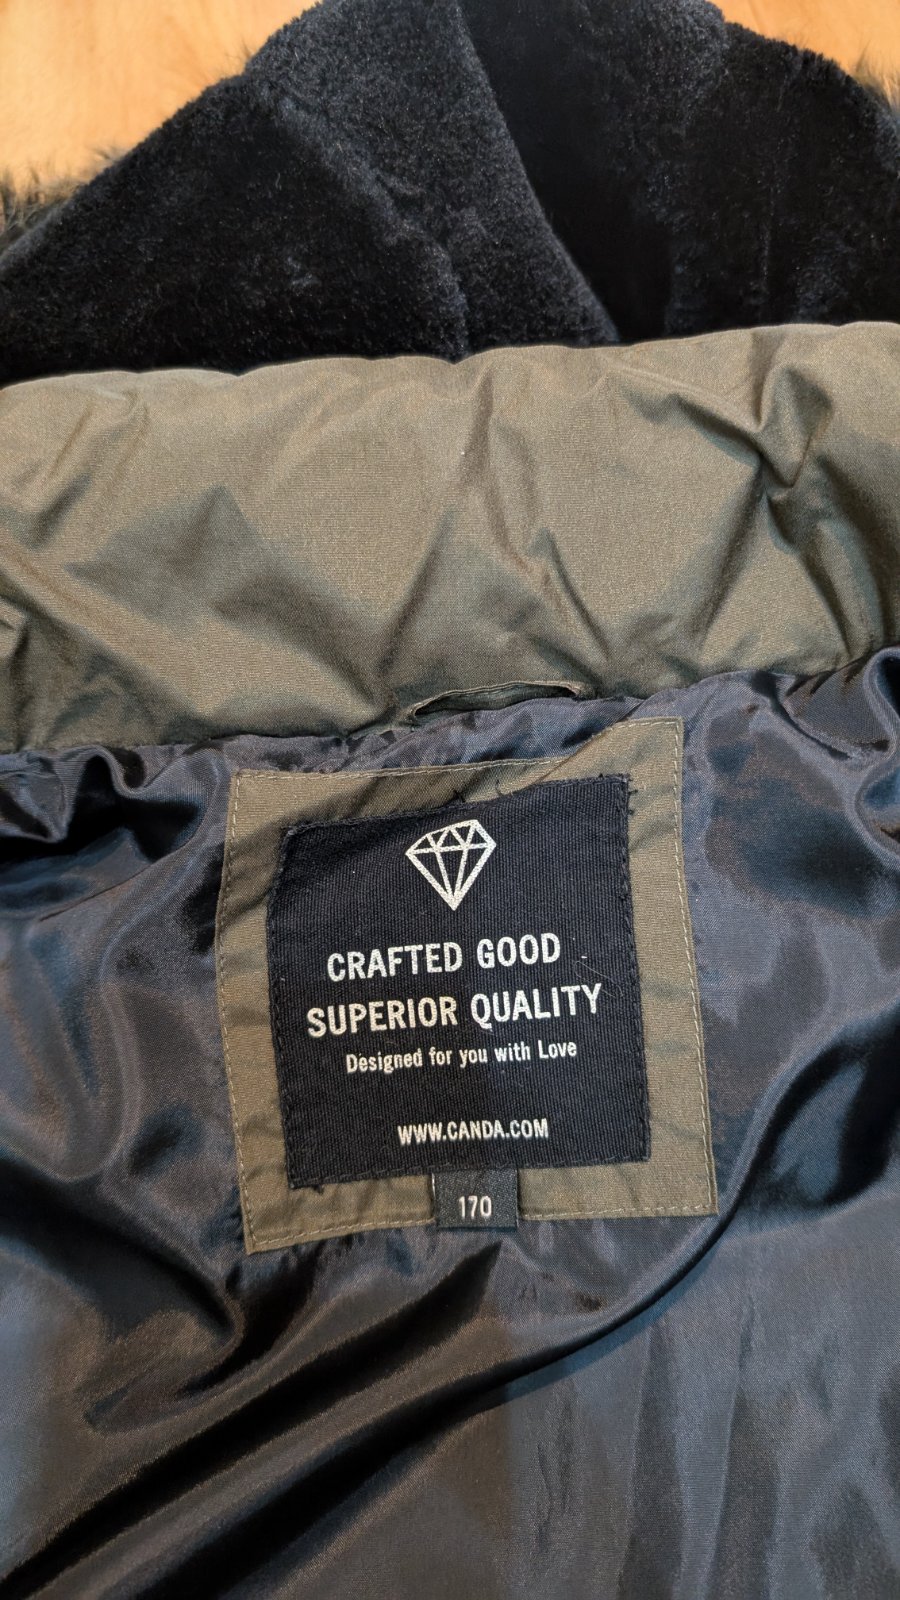 CRAFTED GOOD
SUPERIOR QUALITY
Designed for you with Love
WWW.CANDA.COM
170